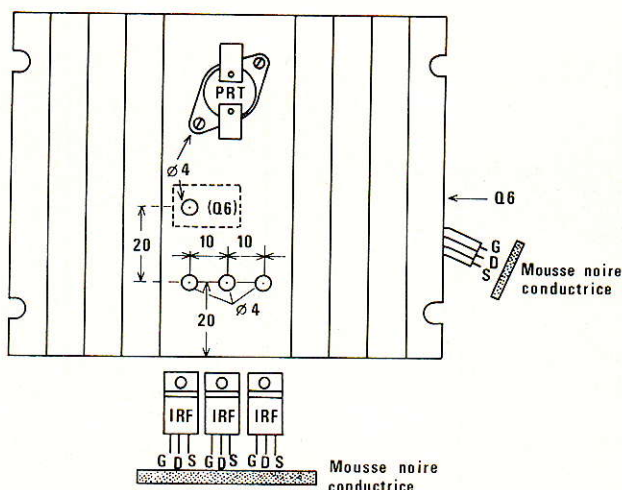 PRT
Ø 4
(Q6)
Q6
20
10 10
G
D
S
Mousse noire
conductrice
Ø 4
20
IRF IRF IRF
G D S G D S G D S
Mousse noire
conductrice